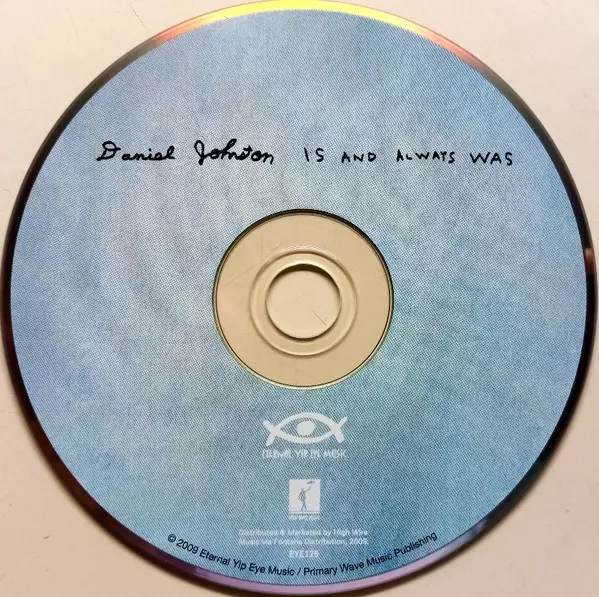 Daniel Johnston IS AND ALWAYS WAS
ETERNAL YIP EYE MUSIC
Distributed & Marketed by High Wire
Music via Fontana Distribution, 2009.
EYE125
© 2009 Eternal Yip Eye Music / Primary Wave Music Publishing